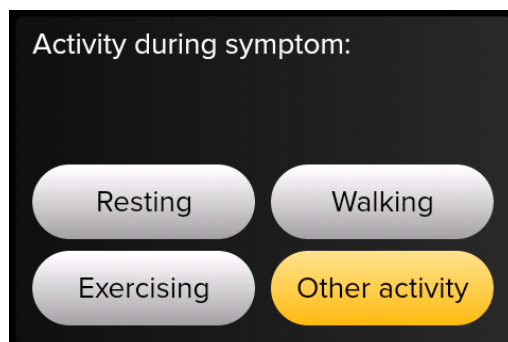 Activity during symptom:
Resting
Walking
Exercising
Other activity